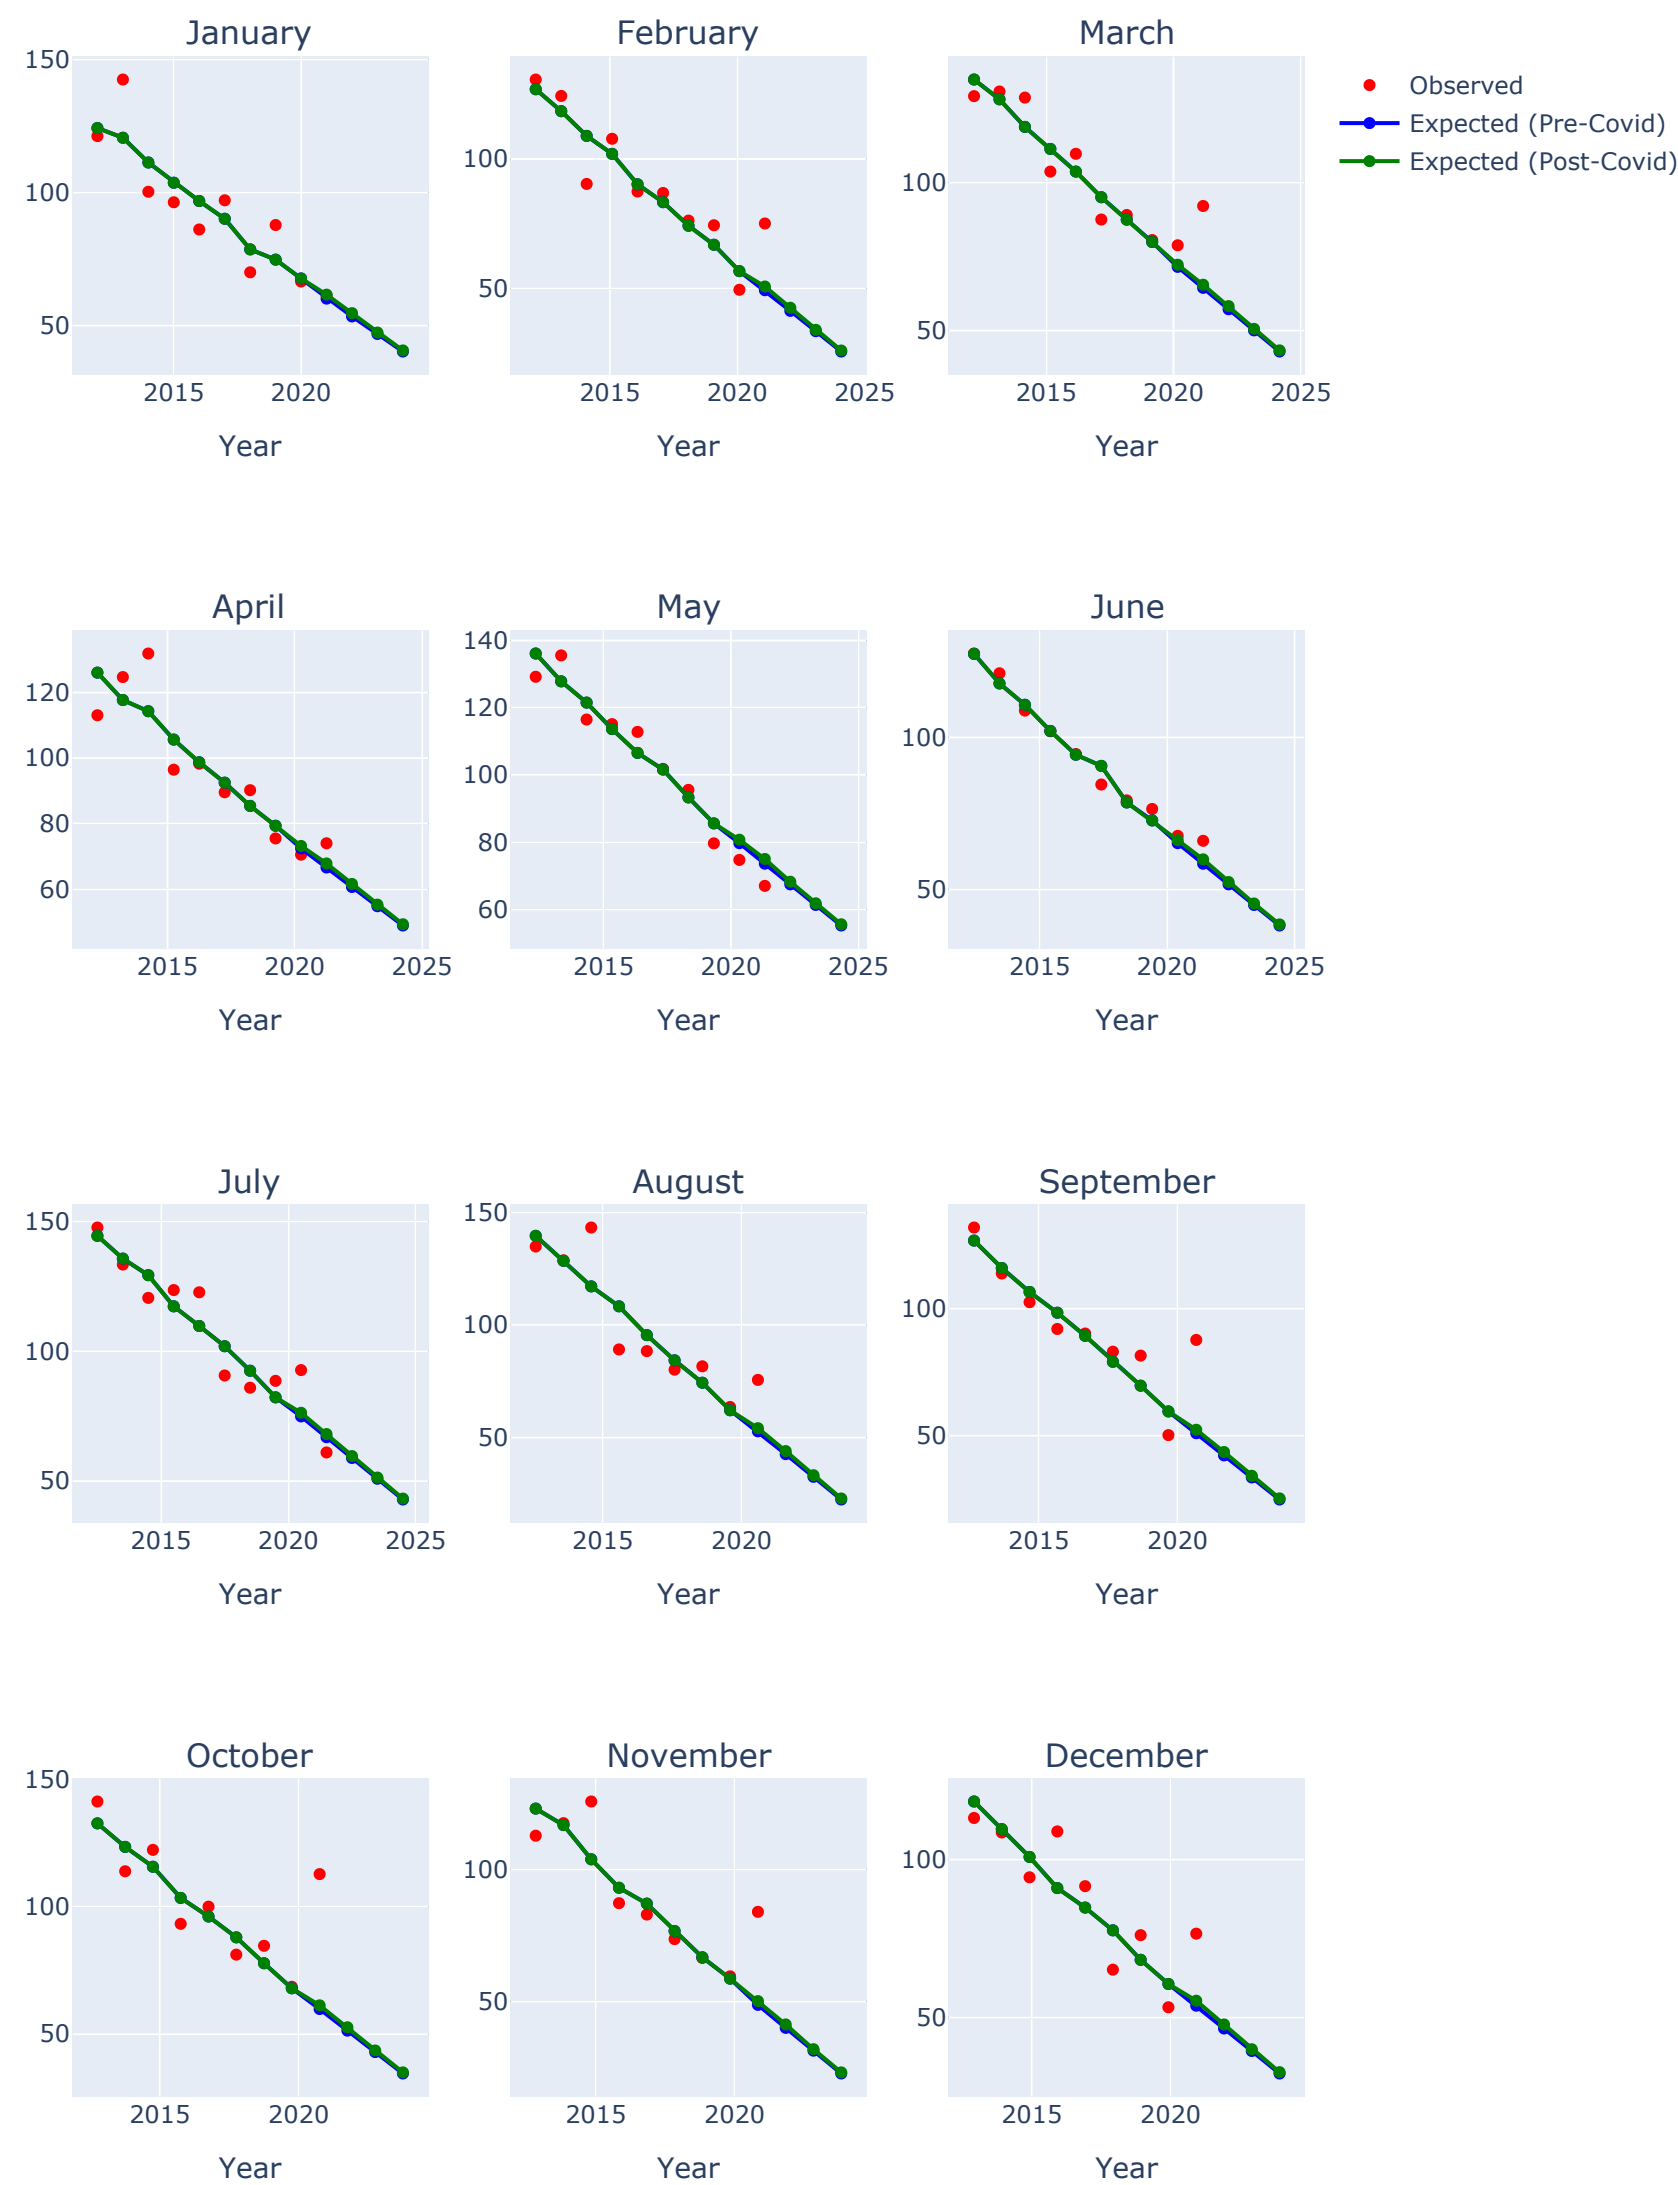 January
February
March
Observed
Expected (Pre-Covid)
Expected (Post-Covid)
150
100
50
2015
2020
Year
100
50
2015
2020
2025
Year
100
50
2015
2020
2025
Year
April
May
June
120
100
80
60
2015
2020
2025
Year
140
120
100
80
60
2015
2020
2025
Year
100
50
2015
2020
2025
Year
July
August
September
150
100
50
2015
2020
2025
Year
150
100
50
2015
2020
Year
100
50
2015
2020
Year
October
November
December
150
100
50
2015
2020
Year
100
50
2015
2020
Year
100
50
2015
2020
Year